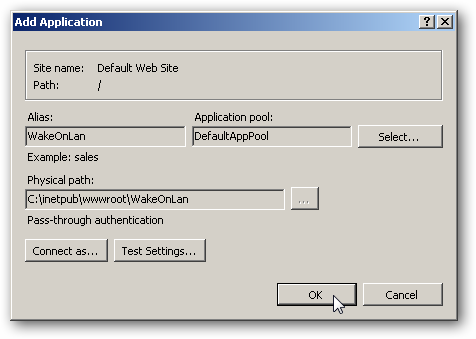 Add Application
Site name: Default Web Site
Path: /
Alias: Application pool:
WakeOnLan DefaultAppPool Select...
Example: sales
Physical path:
C:\inetpub\wwwroot\WakeOnLan ...
Pass-through authentication
Connect as... Test Settings...
OK Cancel